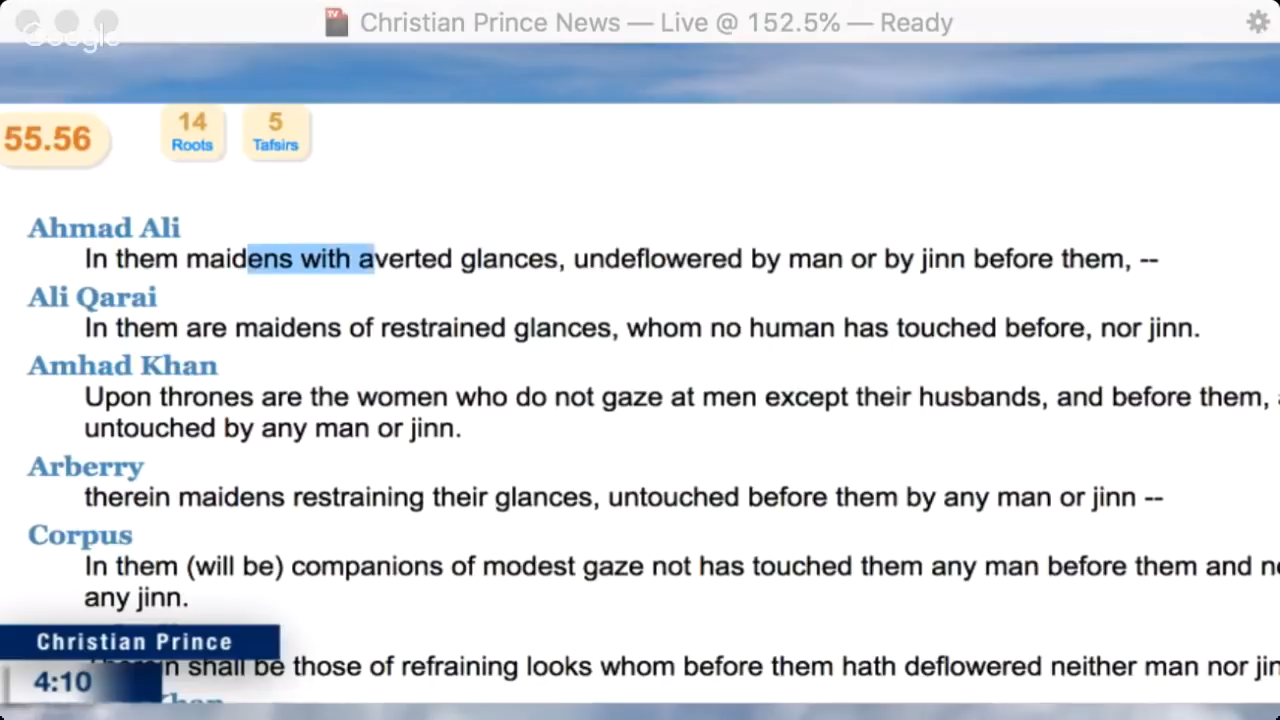 TV
Christian Prince News — Live @ 152.5% — Ready
Google
55.56
14
Roots
5
Tafsirs
Ahmad Ali
In them maidens with averted glances, undeflowered by man or by jinn before them, --
Ali Qarai
In them are maidens of restrained glances, whom no human has touched before, nor jinn.
Amhad Khan
Upon thrones are the women who do not gaze at men except their husbands, and before them,
untouched by any man or jinn.
Arberry
therein maidens restraining their glances, untouched before them by any man or jinn --
Corpus
In them (will be) companions of modest gaze not has touched them any man before them and
any jinn.
Christian Prince
shall be those of refraining looks whom before them hath deflowered neither man nor
4:10